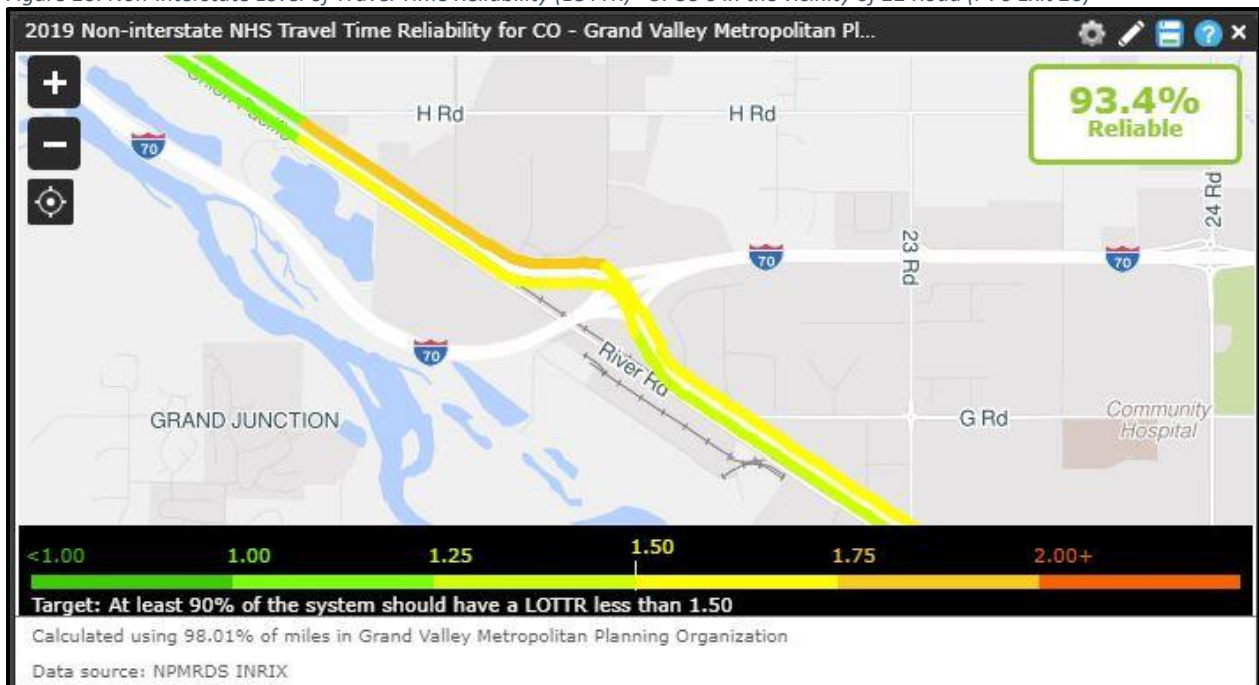 2019 Non-interstate NHS Travel Time Reliability for CO - Grand Valley Metropolitan Pl...
93.4%
Reliable
H Rd
H Rd
Union Pacific
70
24 Rd
23 Rd
70
70
70
River Rd
GRAND JUNCTION
G Rd
Community
Hospital
<1.00 1.00 1.25 1.50 1.75 2.00+
Target: At least 90% of the system should have a LOTTR less than 1.50
Calculated using 98.01% of miles in Grand Valley Metropolitan Planning Organization
Data source: NPMRDS INRIX